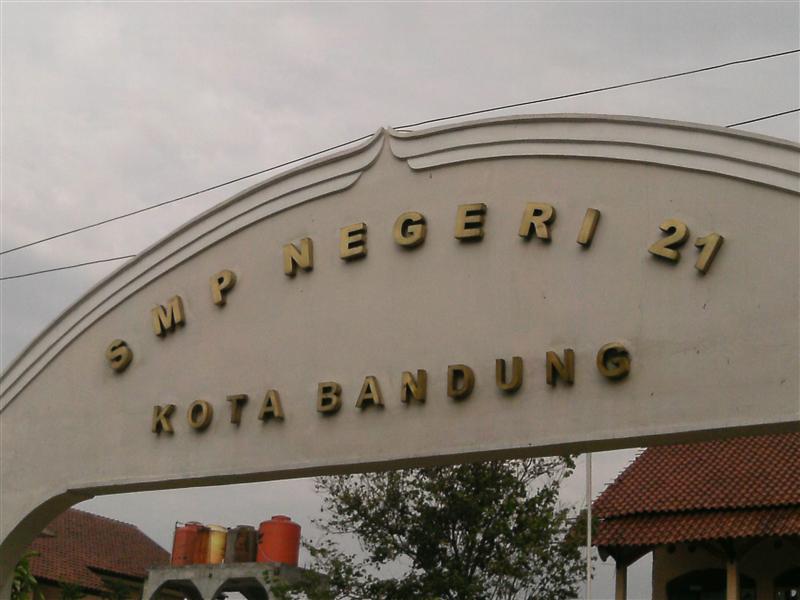 SMP NEGERI 21
KOTA BANDUNG